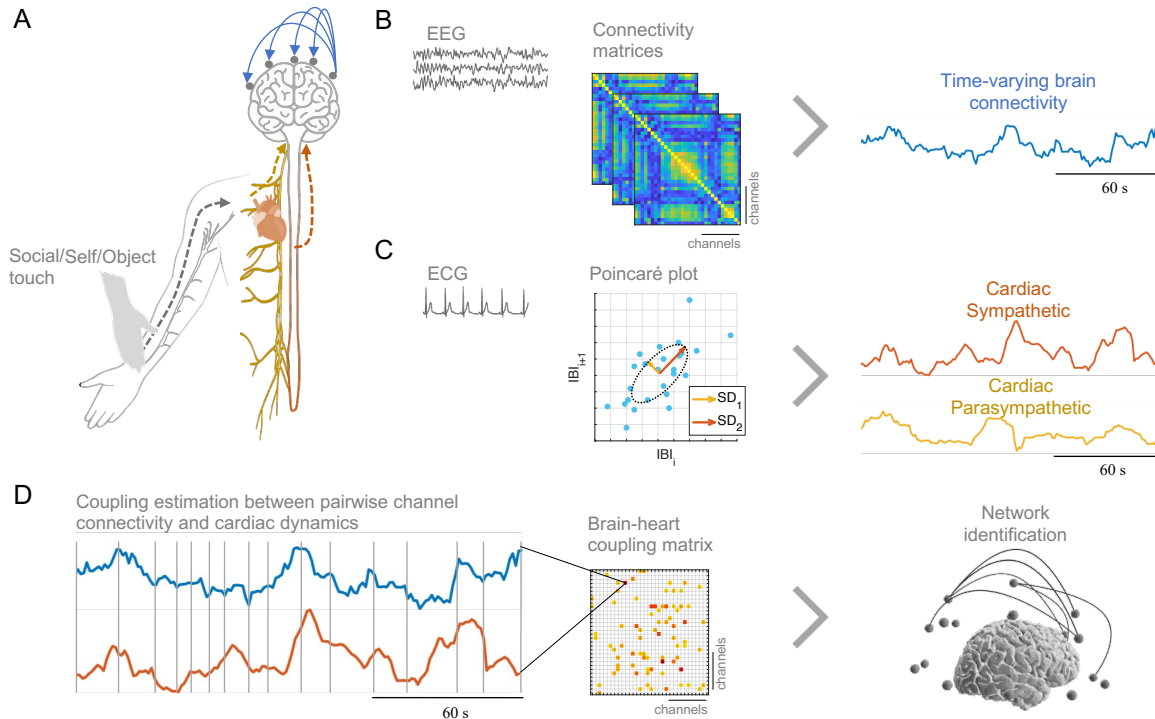 A
Social/Self/Object
touch
B
EEG
Connectivity
matrices
channels
channels
Time-varying brain
connectivity
60 s
C
ECG
Poincaré plot
IBIi+1
IBIi
SD1
SD2
Cardiac
Sympathetic
Cardiac
Parasympathetic
60 s
D
Coupling estimation between pairwise channel
connectivity and cardiac dynamics
60 s
Brain-heart
coupling matrix
channels
channels
Network
identification